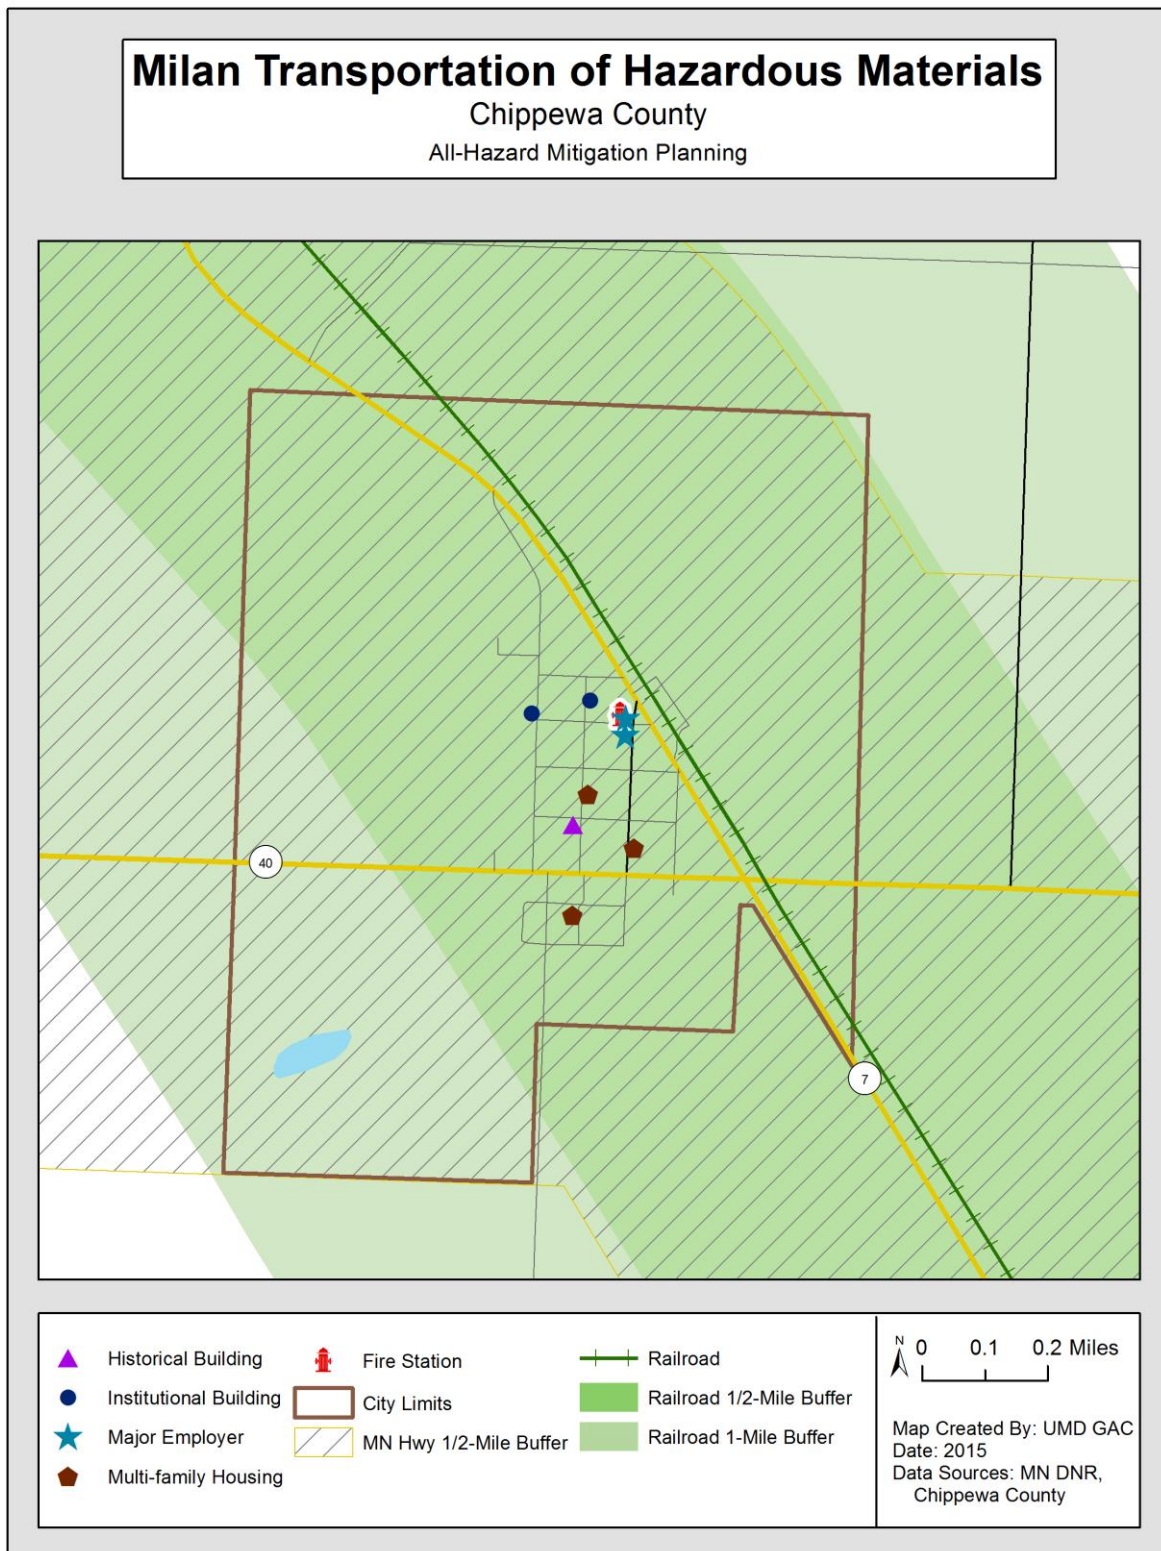 Milan Transportation of Hazardous Materials
Chippewa County
All-Hazard Mitigation Planning
40
7
Historical Building
Institutional Building
Major Employer
Multi-family Housing
Fire Station
City Limits
MN Hwy 1/2-Mile Buffer
Railroad
Railroad 1/2-Mile Buffer
Railroad 1-Mile Buffer
N
0 0.1 0.2 Miles
Map Created By: UMD GAC
Date: 2015
Data Sources: MN DNR,
Chippewa County